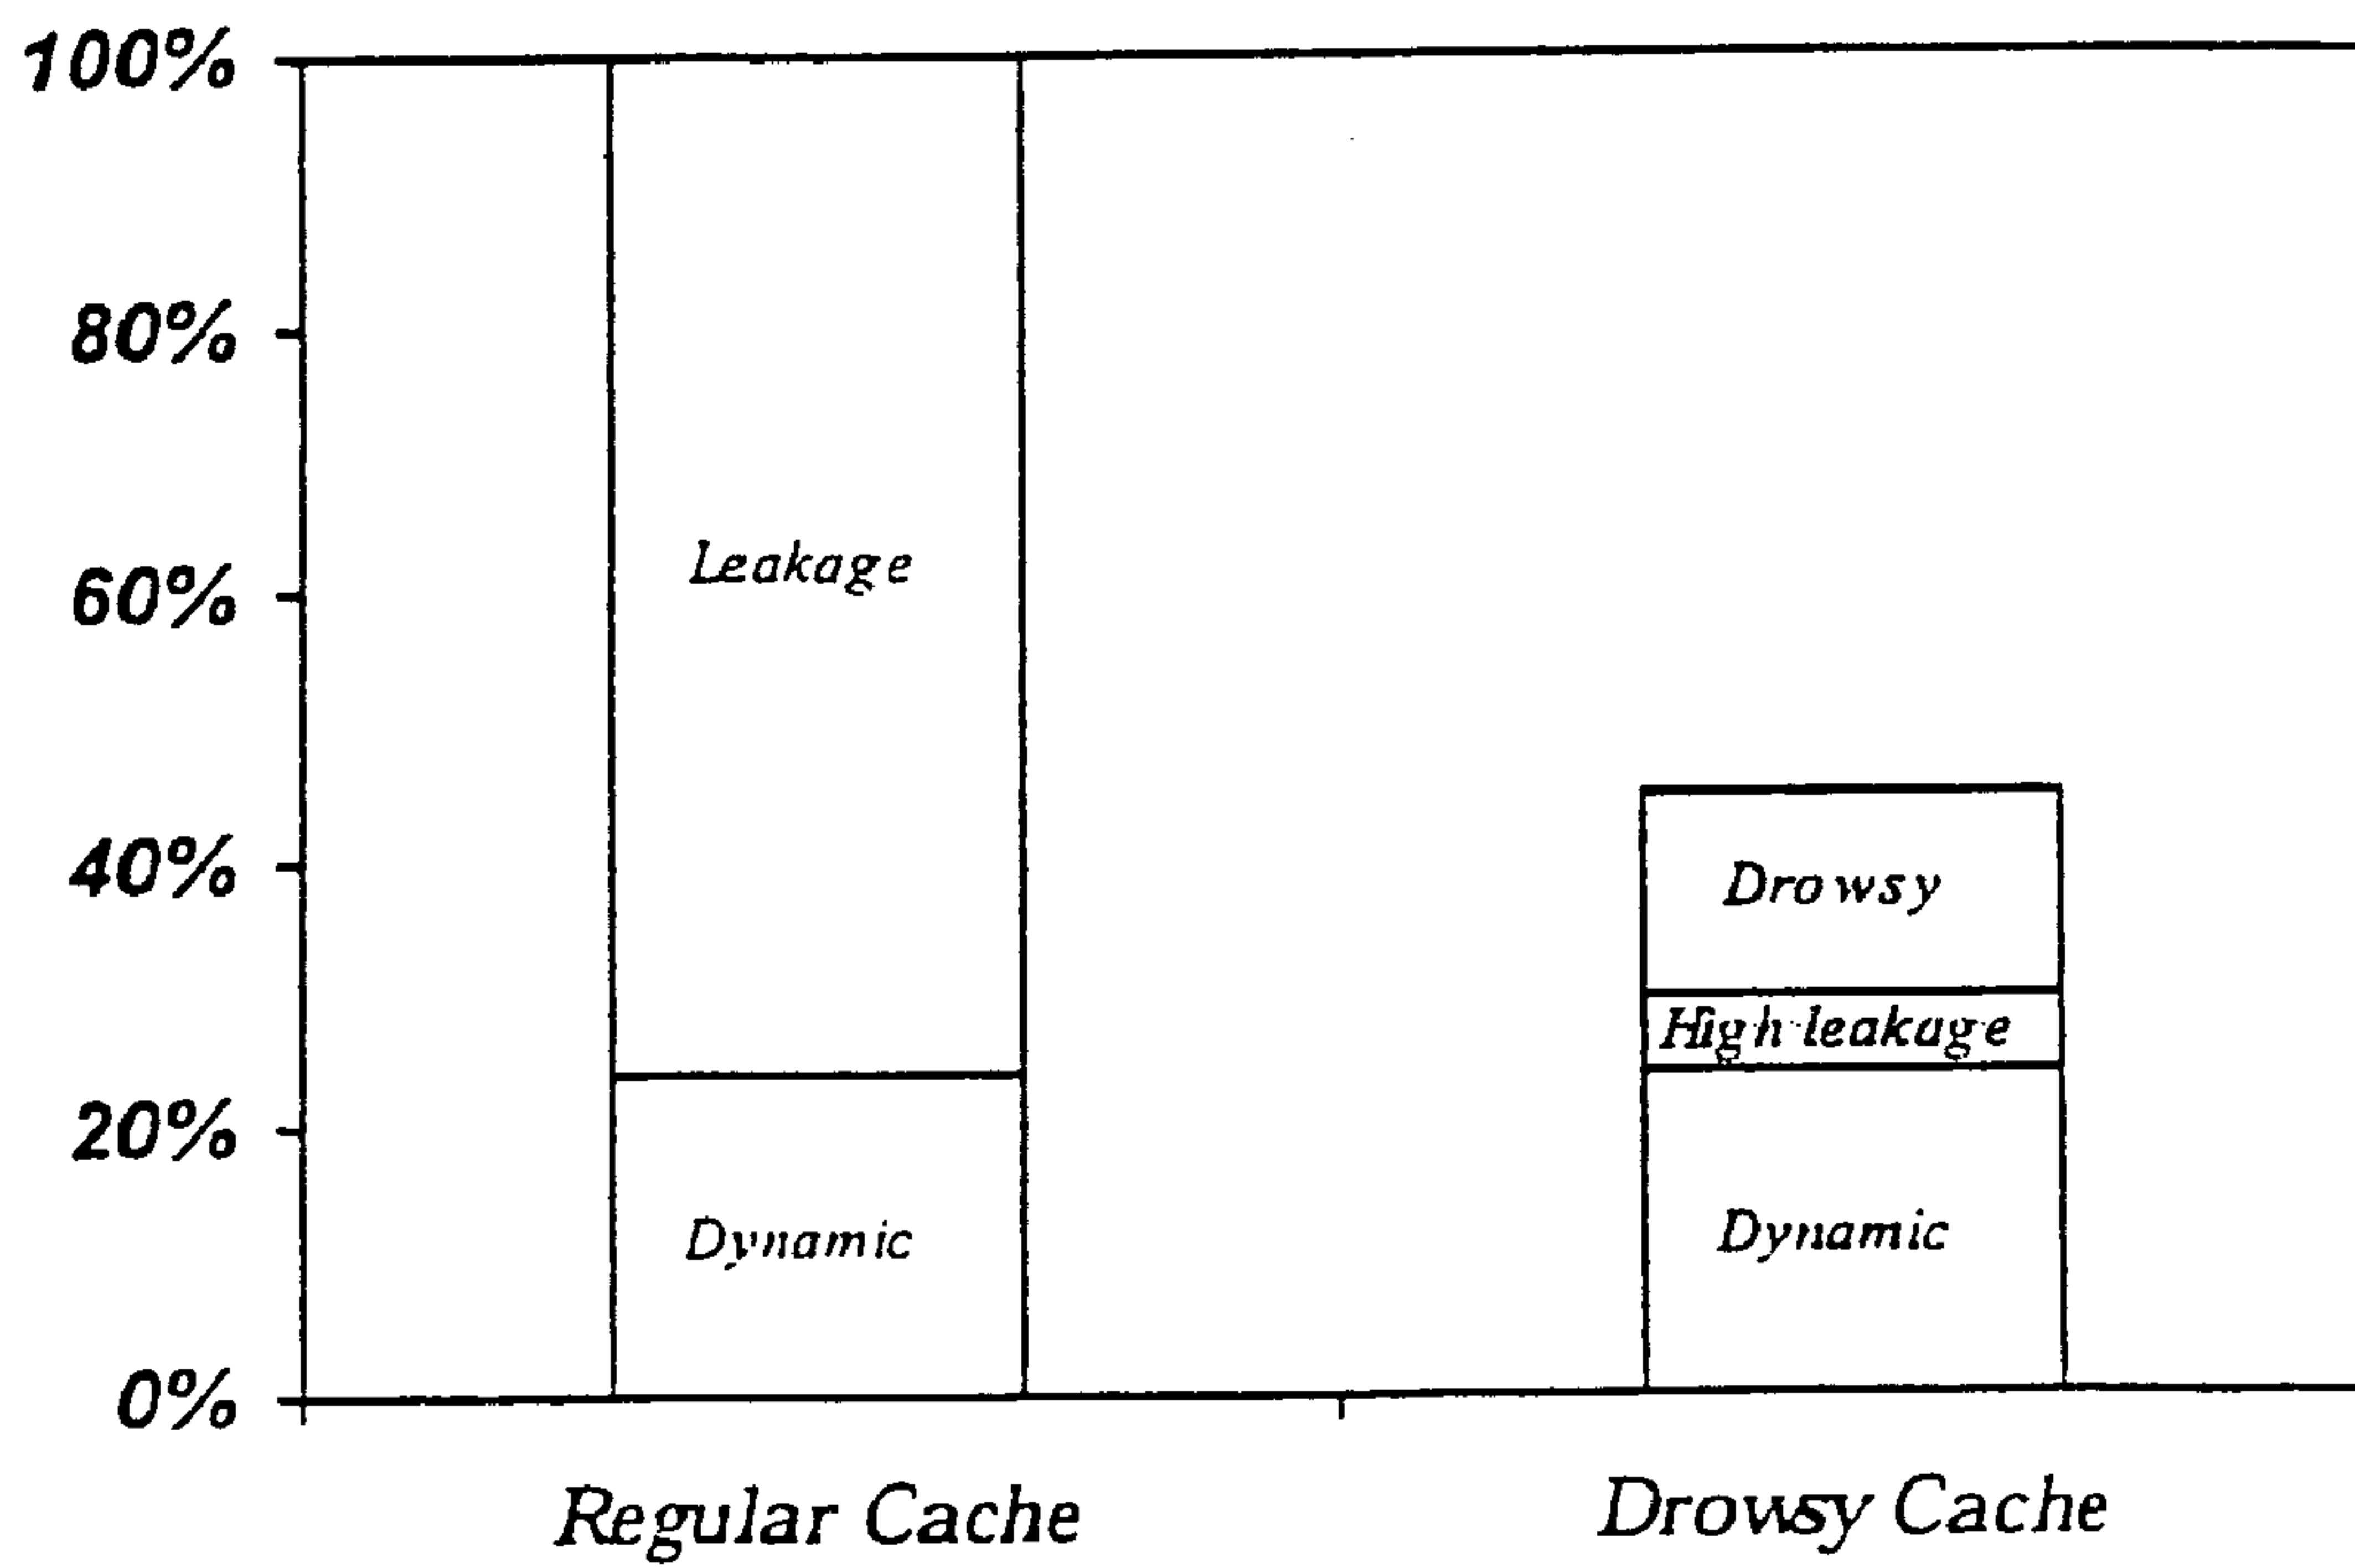 100%
80%
60%
40%
20%
0%
Leakage
Dynamic
Drowsy
High leakage
Dynamic
Regular Cache
Drowsy Cache